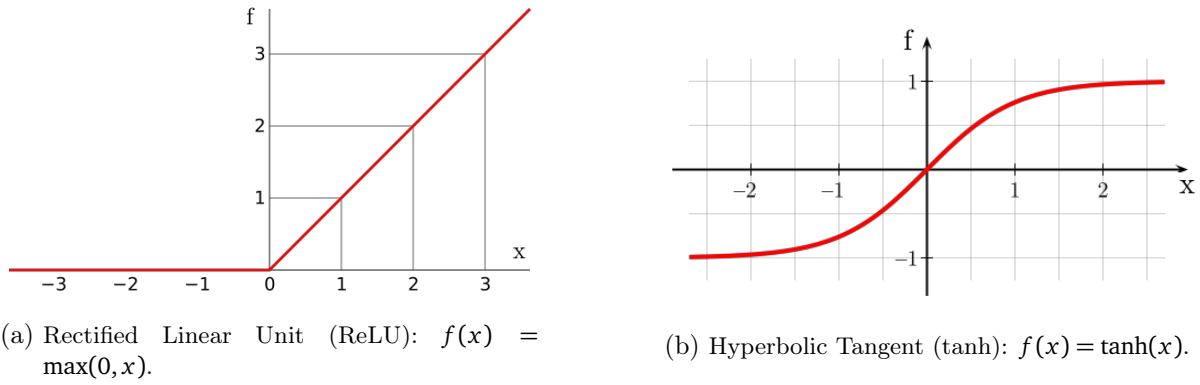 f
3
2
1
x
−3 −2 −1 0 1 2 3
(a) Rectified Linear Unit (ReLU): f(x) =
max(0, x).
f
1
−2 −1 1 2 x
−1
(b) Hyperbolic Tangent (tanh): f(x) = tanh(x).